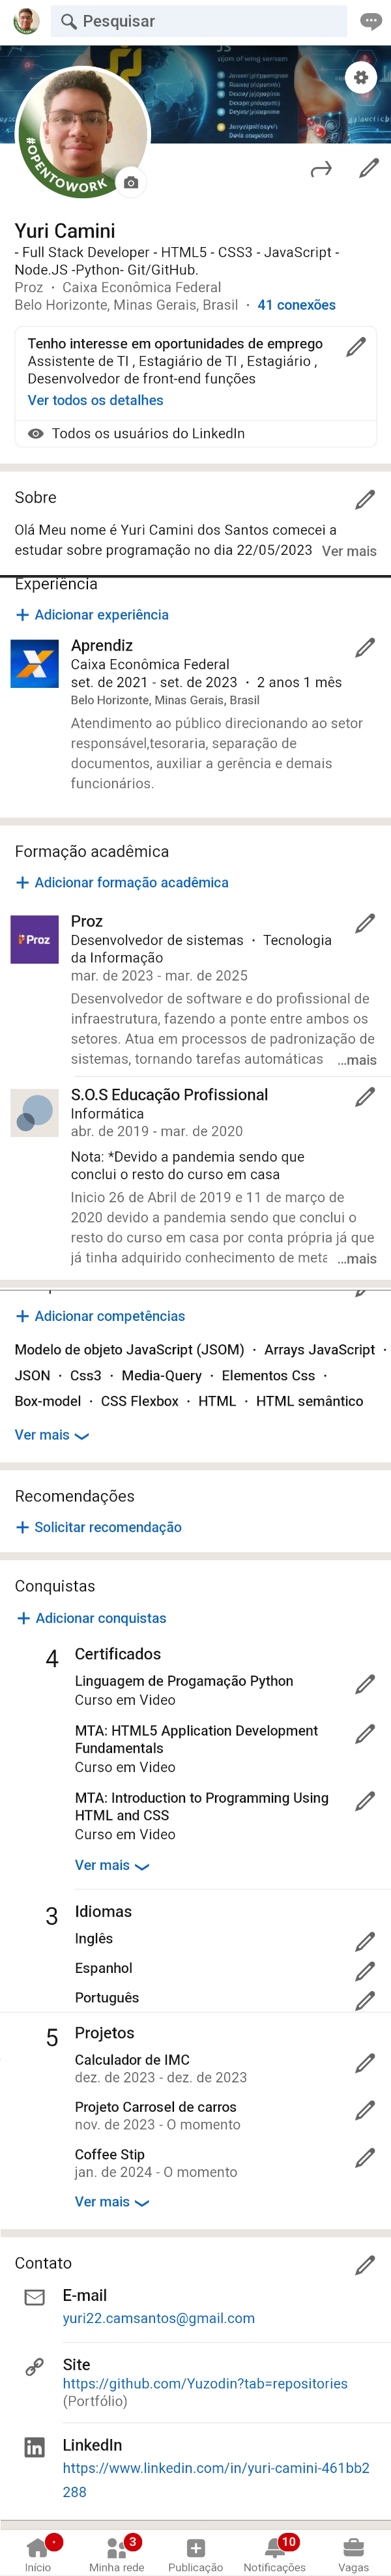 Pesquisar
#OPENTOWORK
Yuri Camini
- Full Stack Developer - HTML5 - CSS3 - JavaScript -
Node.JS -Python- Git/GitHub.
Proz · Caixa Econômica Federal
Belo Horizonte, Minas Gerais, Brasil · 41 conexões
Tenho interesse em oportunidades de emprego
Assistente de TI , Estagiário de TI , Estagiário ,
Desenvolvedor de front-end funções
Ver todos os detalhes
Todos os usuários do LinkedIn
Sobre
Olá Meu nome é Yuri Camini dos Santos comecei a
estudar sobre programação no dia 22/05/2023 Ver mais
Experiência
+ Adicionar experiência
Aprendiz
Caixa Econômica Federal
set. de 2021 - set. de 2023 · 2 anos 1 mês
Belo Horizonte, Minas Gerais, Brasil
Atendimento ao público direcionando ao setor
responsável,tesoraria, separação de
documentos, auxiliar a gerência e demais
funcionários.
Formação acadêmica
+ Adicionar formação acadêmica
Proz
Proz
Desenvolvedor de sistemas · Tecnologia
da Informação
mar. de 2023 - mar. de 2025
Desenvolvedor de software e do profissional de
infraestrutura, fazendo a ponte entre ambos os
setores. Atua em processos de padronização de
sistemas, tornando tarefas automáticas ...mais
S.O.S Educação Profissional
Informática
abr. de 2019 - mar. de 2020
Nota: *Devido a pandemia sendo que
conclui o resto do curso em casa
Inicio 26 de Abril de 2019 e 11 de março de
2020 devido a pandemia sendo que conclui o
resto do curso em casa por conta própria já que
já tinha adquirido conhecimento de meta ...mais
+ Adicionar competências
Modelo de objeto JavaScript (JSOM) · Arrays JavaScript ·
JSON · Css3 · Media-Query · Elementos Css ·
Box-model · CSS Flexbox · HTML · HTML semântico
Ver mais
Recomendações
+ Solicitar recomendação
Conquistas
+ Adicionar conquistas
4 Certificados
Linguagem de Progamação Python
Curso em Video
MTA: HTML5 Application Development
Fundamentals
Curso em Video
MTA: Introduction to Programming Using
HTML and CSS
Curso em Video
Ver mais
3 Idiomas
Inglês
Espanhol
Português
5 Projetos
Calculador de IMC
dez. de 2023 - dez. de 2023
Projeto Carrosel de carros
nov. de 2023 - O momento
Coffee Stip
jan. de 2024 - O momento
Ver mais
Contato
E-mail
yuri22.camsantos@gmail.com
Site
https://github.com/Yuzodin?tab=repositories
(Portfólio)
LinkedIn
https://www.linkedin.com/in/yuri-camini-461bb2
288
3 10
Início Minha rede Publicação Notificações Vagas